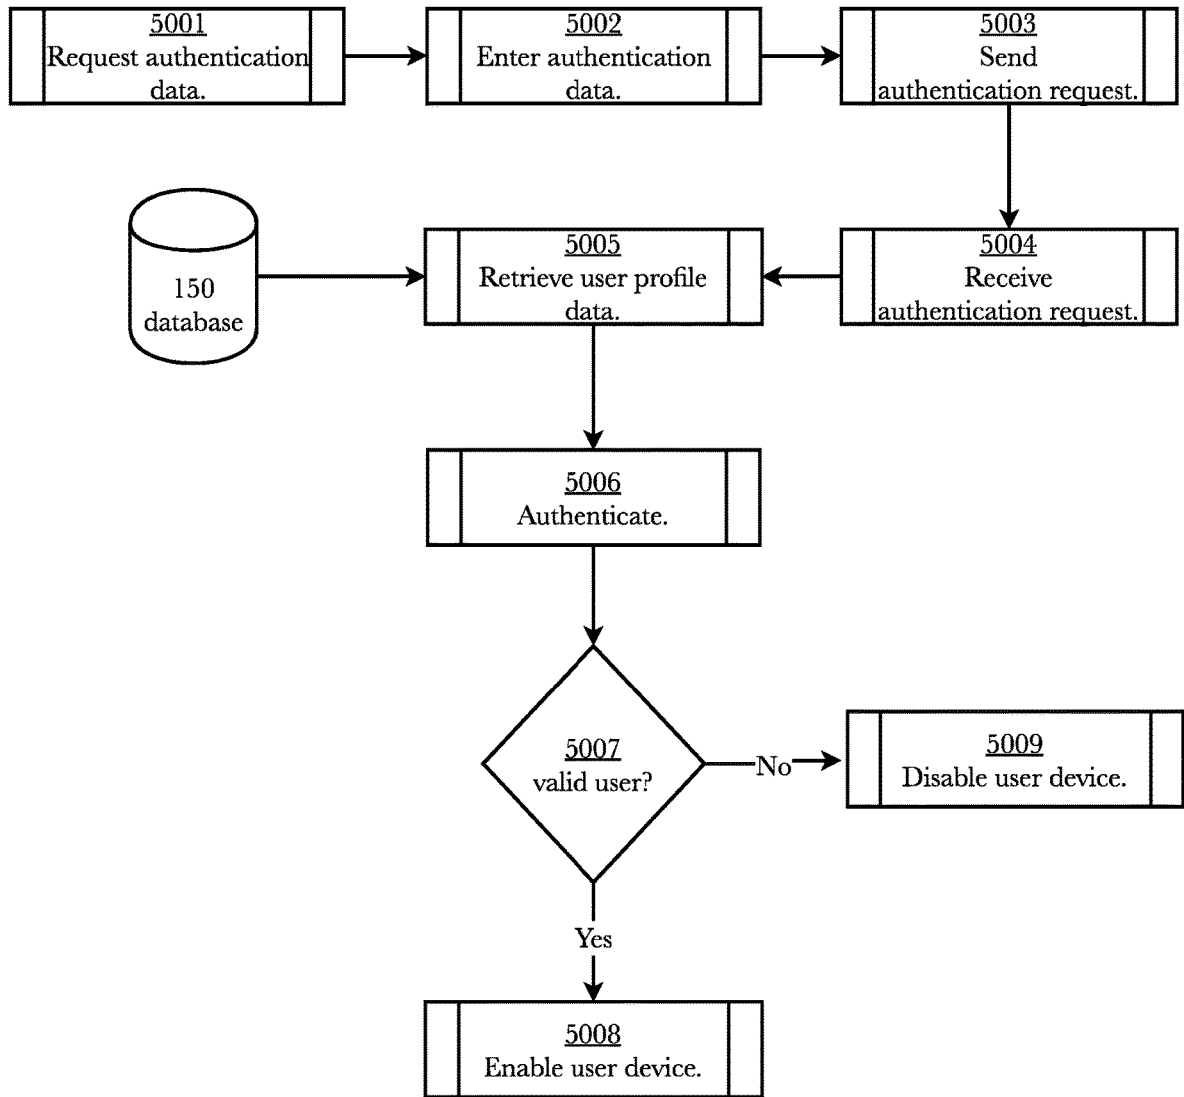 5001
Request authentication
data.
5002
Enter authentication
data.
5003
Send
authentication request.
150
database
5005
Retrieve user profile
data.
5004
Receive
authentication request.
5006
Authenticate.
5007
valid user?
No
5009
Disable user device.
Yes
5008
Enable user device.